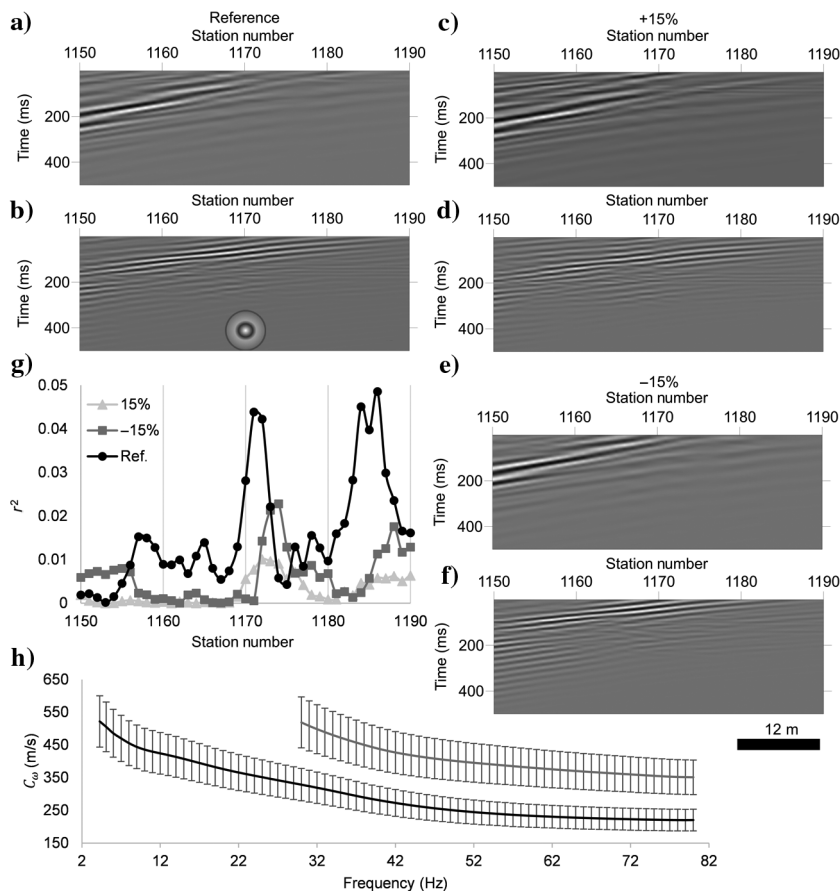 a)
Reference
Station number
1150 1160 1170 1180 1190
Time (ms)
200
400
b)
Station number
1150 1160 1170 1180 1190
Time (ms)
200
400
c)
+15%
Station number
1150 1160 1170 1180 1190
Time (ms)
200
400
d)
Station number
1150 1160 1170 1180 1190
Time (ms)
200
400
e)
–15%
Station number
1150 1160 1170 1180 1190
Time (ms)
200
400
f)
Station number
1150 1160 1170 1180 1190
Time (ms)
200
400
12 m
g)
0.05
0.04
0.03
0.02
0.01
0
r²
15%
–15%
Ref.
1150 1160 1170 1180 1190
Station number
h)
650
550
450
350
250
150
Cω (m/s)
2 12 22 32 42 52 62 72 82
Frequency (Hz)